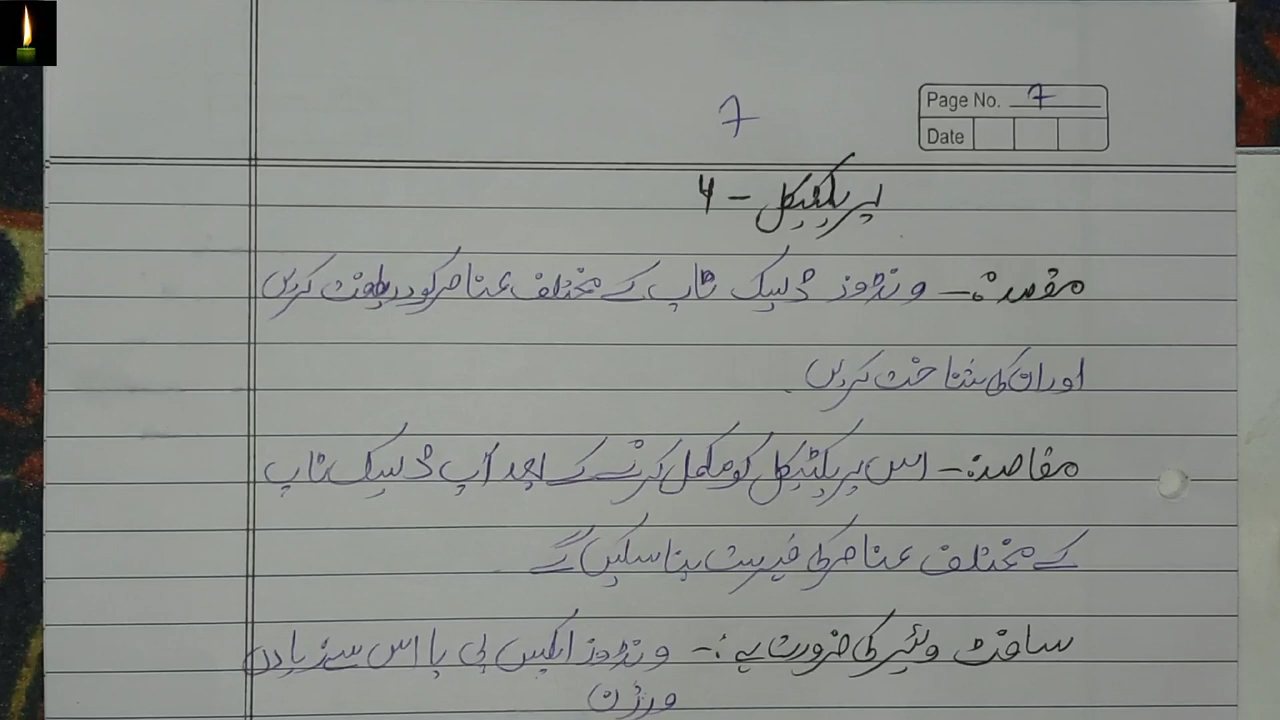 7
Page No. 7
Date
پریکٹیکل - 4
مقصد :- ونڈوز ڈسیک ٹاپ کے مختلف عناصر کو دریافت کریں
اور ان کی شناخت کریں
مقاصد :- اس پریکٹیکل کو مکمل کرنے کے بعد آپ ڈسیک ٹاپ
کے مختلف عناصر کی فہرست بنا سکیں گے
سافٹ ویئر کی ضرورت ہے :- ونڈوز ایکس پی یا اس سے زیادہ
ورژن